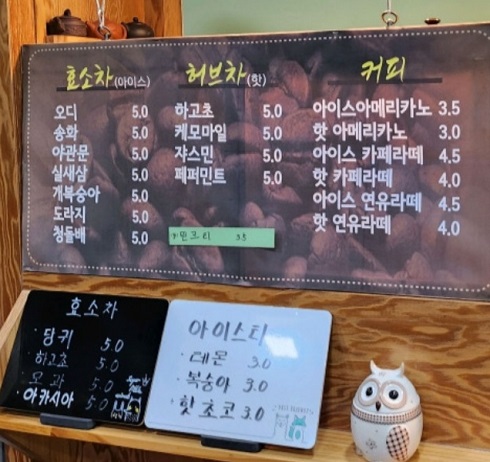 효소차(아이스)
오디 5.0
송화 5.0
야관문 5.0
실새삼 5.0
개복숭아 5.0
도라지 5.0
청돌배 5.0
허브차(핫)
하고초 5.0
케모마일 5.0
쟈스민 5.0
페퍼민트 5.0
민트티 3.5
커피
아이스아메리카노 3.5
핫 아메리카노 3.0
아이스 카페라떼 4.5
핫 카페라떼 4.0
아이스 연유라떼 4.5
핫 연유라떼 4.0
효소차
· 당귀 5.0
· 하고초 5.0
· 모과 5.0
· 아카시아 5.0
아이스티
· 레몬 3.0
· 복숭아 3.0
· 핫초코 3.0